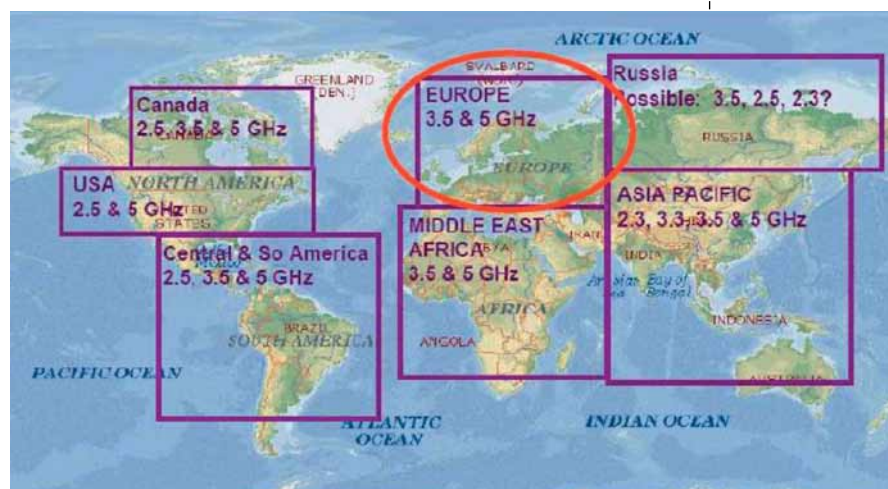 ARCTIC OCEAN
SVALBARD
GREENLAND
[DEN.]
Russia
Possible: 3.5, 2.5, 2.3?
RUSSIA
EUROPE
3.5 & 5 GHz
EUROPE
Canada
2.5, 3.5 & 5 GHz
USA
2.5 & 5 GHz
NORTH AMERICA
UNITED
STATES
ASIA PACIFIC
2.3, 3.3, 3.5 & 5 GHz
MIDDLE EAST
AFRICA
3.5 & 5 GHz
IRAN
INDIA
Bay of
Bengal
Central & So America
2.5, 3.5 & 5 GHz
AFRICA
ANGOLA
INDONESIA
BRAZIL
SOUTH AMERICA
AUSTRALIA
PACIFIC OCEAN
ATLANTIC
OCEAN
INDIAN OCEAN